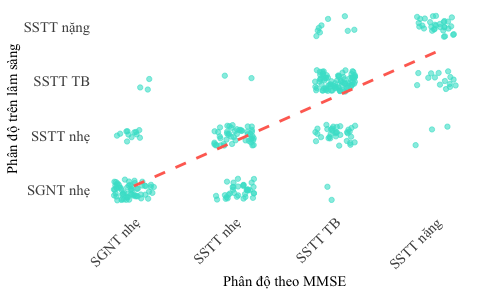 Phân độ trên lâm sàng
SSTT nặng
SSTT TB
SSTT nhẹ
SGNT nhẹ
SGNT nhẹ
SSTT nhẹ
SSTT TB
SSTT nặng
Phân độ theo MMSE